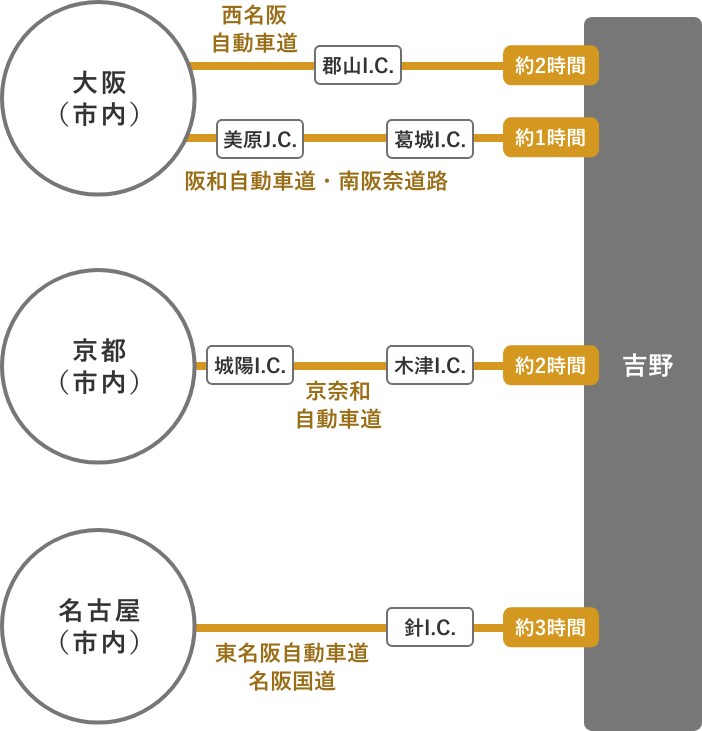 西名阪
自動車道
大阪
（市内）
郡山I.C.
約2時間
美原J.C.
葛城I.C.
約1時間
阪和自動車道・南阪奈道路
京都
（市内）
城陽I.C.
木津I.C.
約2時間
吉野
京奈和
自動車道
名古屋
（市内）
針I.C.
約3時間
東名阪自動車道
名阪国道